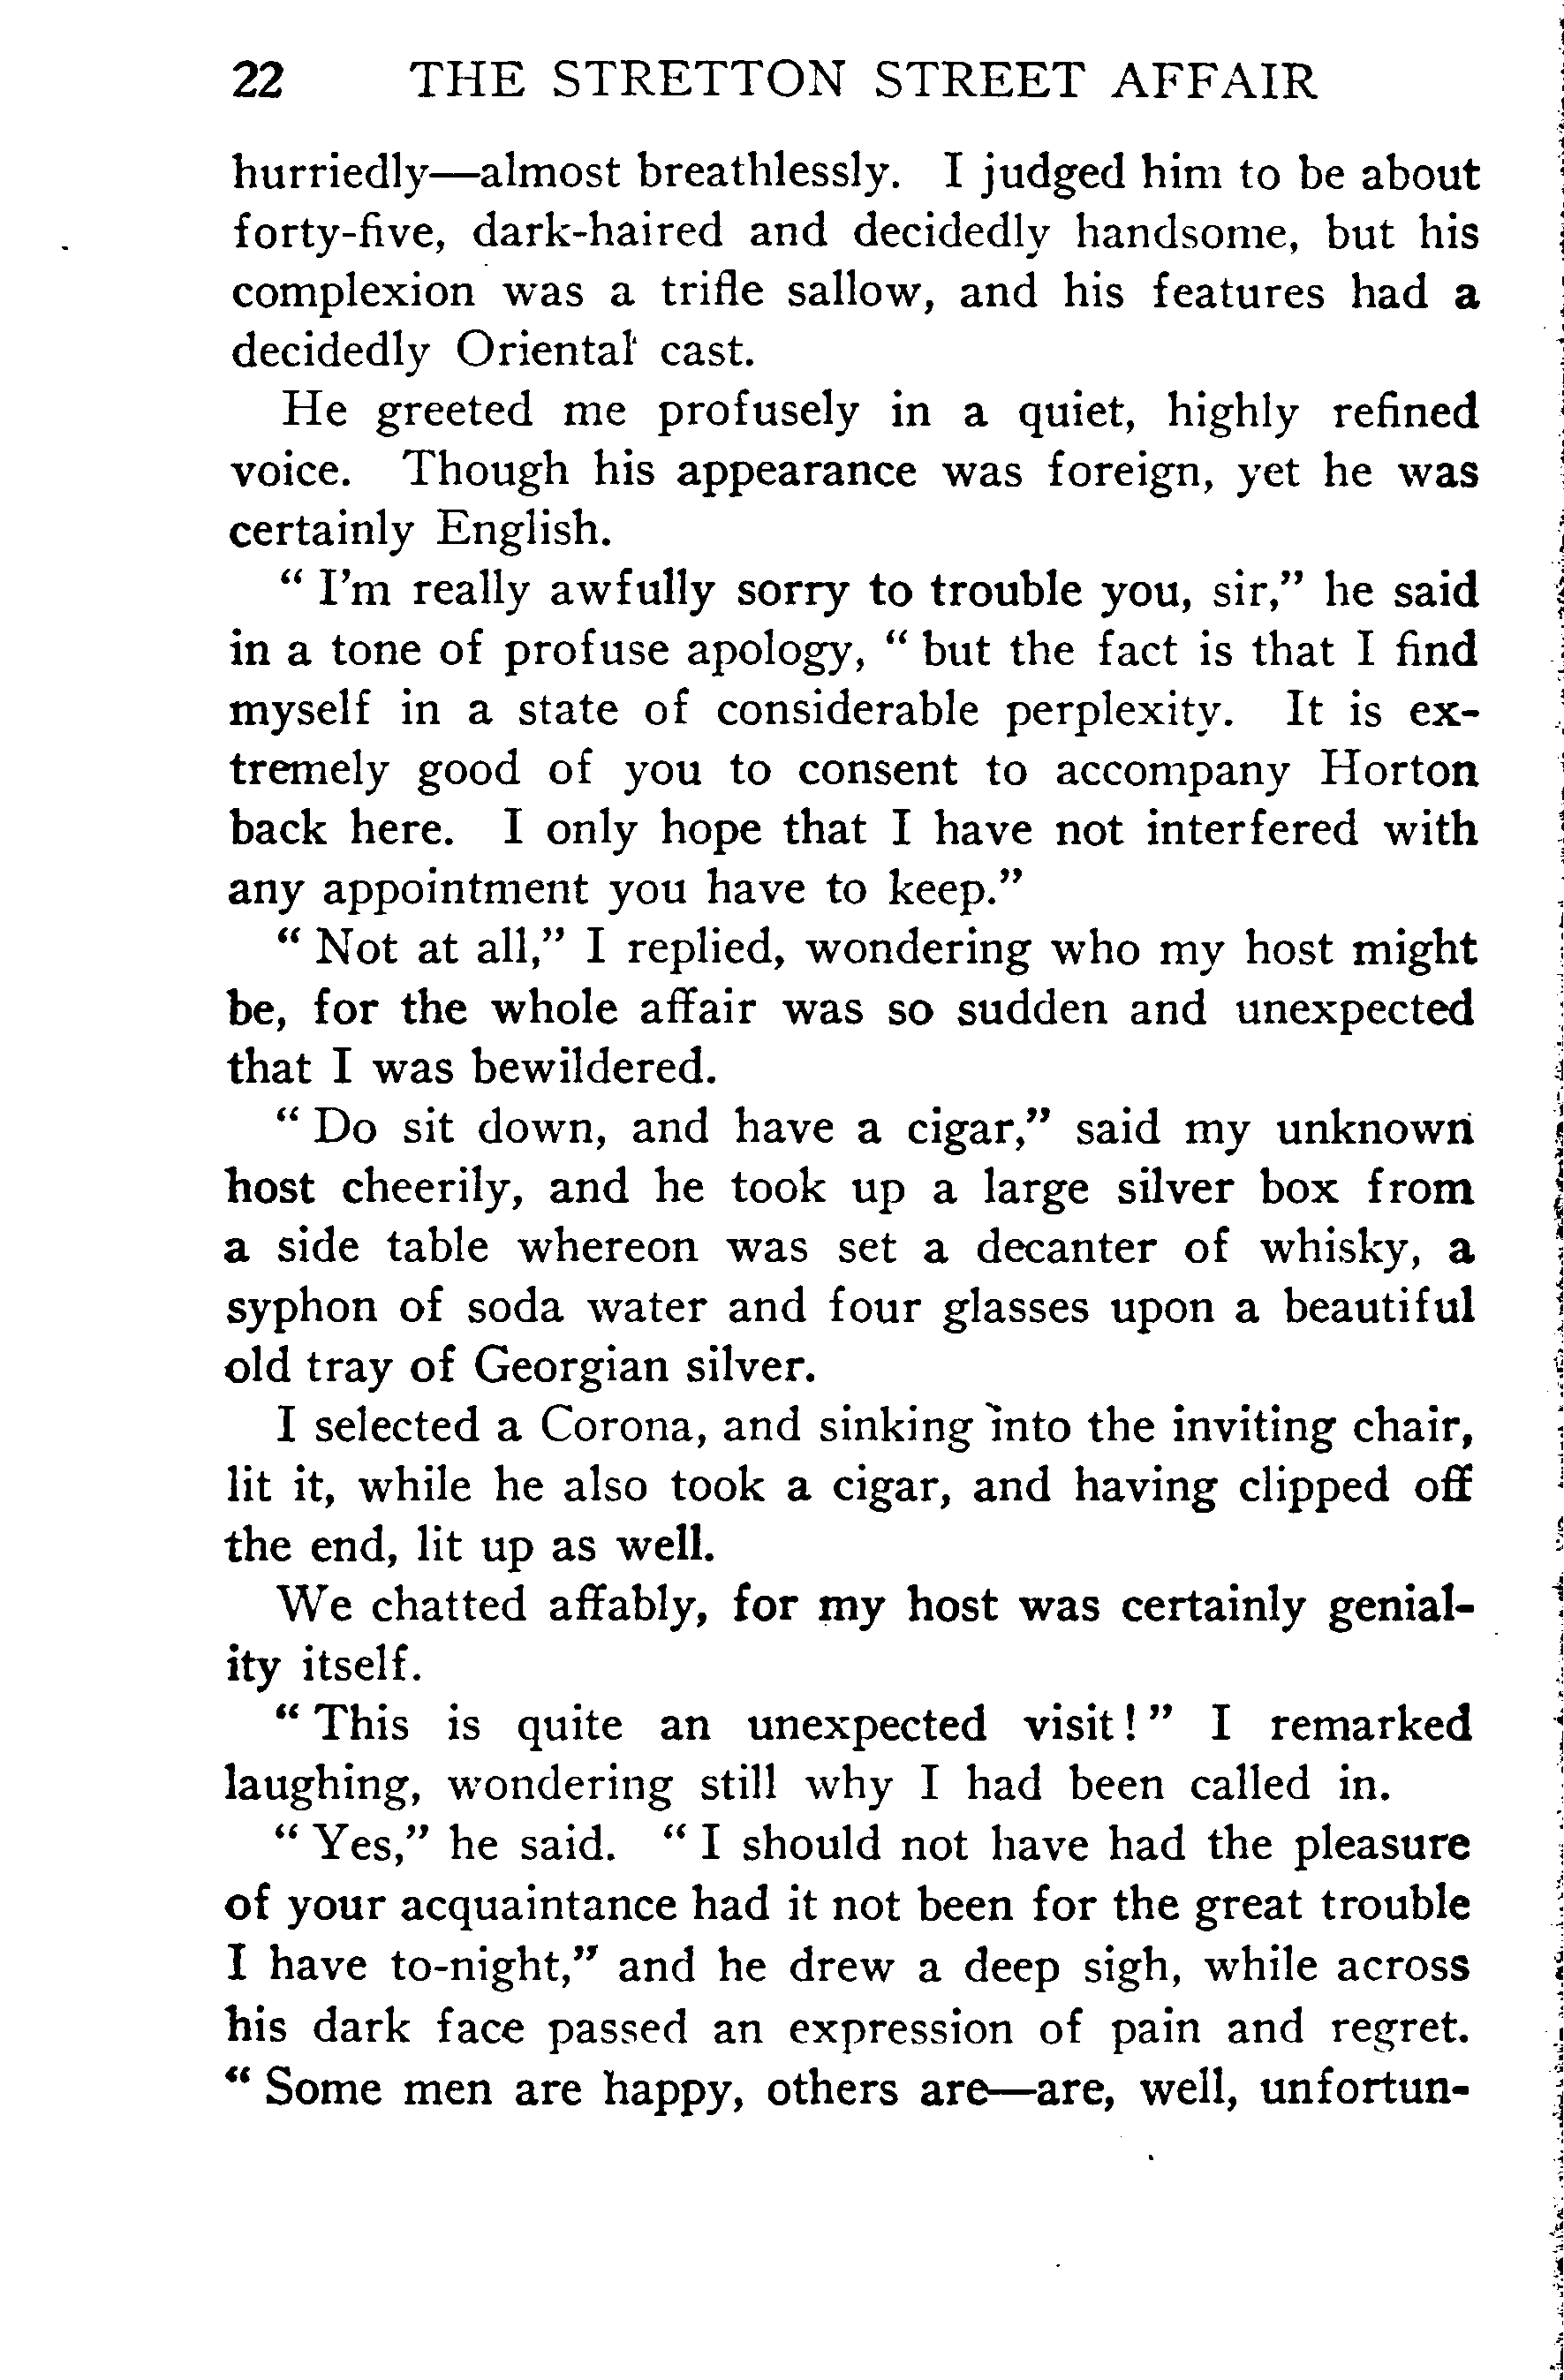 22 THE STRETTON STREET AFFAIR
hurriedly—almost breathlessly. I judged him to be about
forty-five, dark-haired and decidedly handsome, but his
complexion was a trifle sallow, and his features had a
decidedly Oriental cast.
He greeted me profusely in a quiet, highly refined
voice. Though his appearance was foreign, yet he was
certainly English.
“ I’m really awfully sorry to trouble you, sir,” he said
in a tone of profuse apology, “ but the fact is that I find
myself in a state of considerable perplexity. It is ex-
tremely good of you to consent to accompany Horton
back here. I only hope that I have not interfered with
any appointment you have to keep.”
“ Not at all,” I replied, wondering who my host might
be, for the whole affair was so sudden and unexpected
that I was bewildered.
“ Do sit down, and have a cigar,” said my unknown
host cheerily, and he took up a large silver box from
a side table whereon was set a decanter of whisky, a
syphon of soda water and four glasses upon a beautiful
old tray of Georgian silver.
I selected a Corona, and sinking into the inviting chair,
lit it, while he also took a cigar, and having clipped off
the end, lit up as well.
We chatted affably, for my host was certainly genial-
ity itself.
“ This is quite an unexpected visit ! ” I remarked
laughing, wondering still why I had been called in.
“ Yes,” he said. “ I should not have had the pleasure
of your acquaintance had it not been for the great trouble
I have to-night,” and he drew a deep sigh, while across
his dark face passed an expression of pain and regret.
“ Some men are happy, others are—are, well, unfortun-